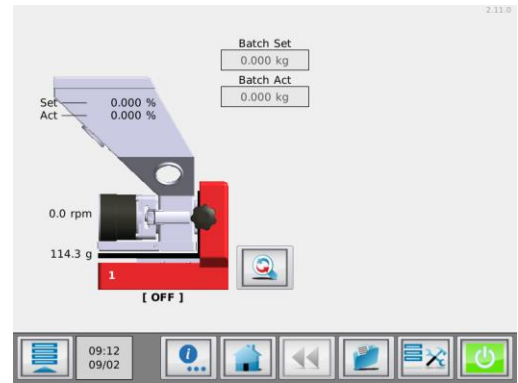 2.11.0
Batch Set
0.000 kg
Batch Act
0.000 kg
Set 0.000 %
Act 0.000 %
0.0 rpm
114.3 g
1
[ OFF ]
09:12
09/02